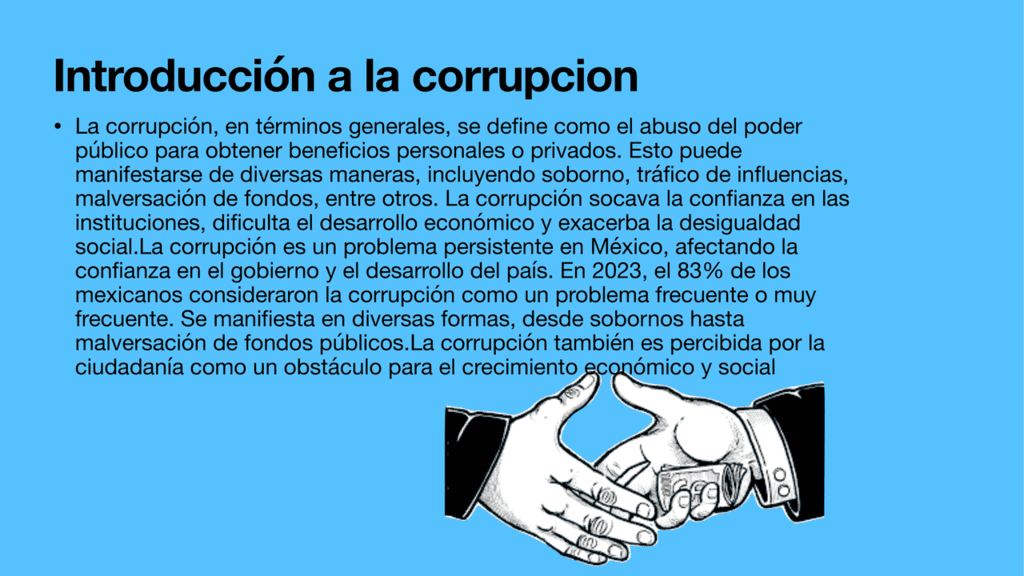 Introducción a la corrupcion
• La corrupción, en términos generales, se define como el abuso del poder
público para obtener beneficios personales o privados. Esto puede
manifestarse de diversas maneras, incluyendo soborno, tráfico de influencias,
malversación de fondos, entre otros. La corrupción socava la confianza en las
instituciones, dificulta el desarrollo económico y exacerba la desigualdad
social.La corrupción es un problema persistente en México, afectando la
confianza en el gobierno y el desarrollo del país. En 2023, el 83% de los
mexicanos consideraron la corrupción como un problema frecuente o muy
frecuente. Se manifiesta en diversas formas, desde sobornos hasta
malversación de fondos públicos.La corrupción también es percibida por la
ciudadanía como un obstáculo para el crecimiento económico y social